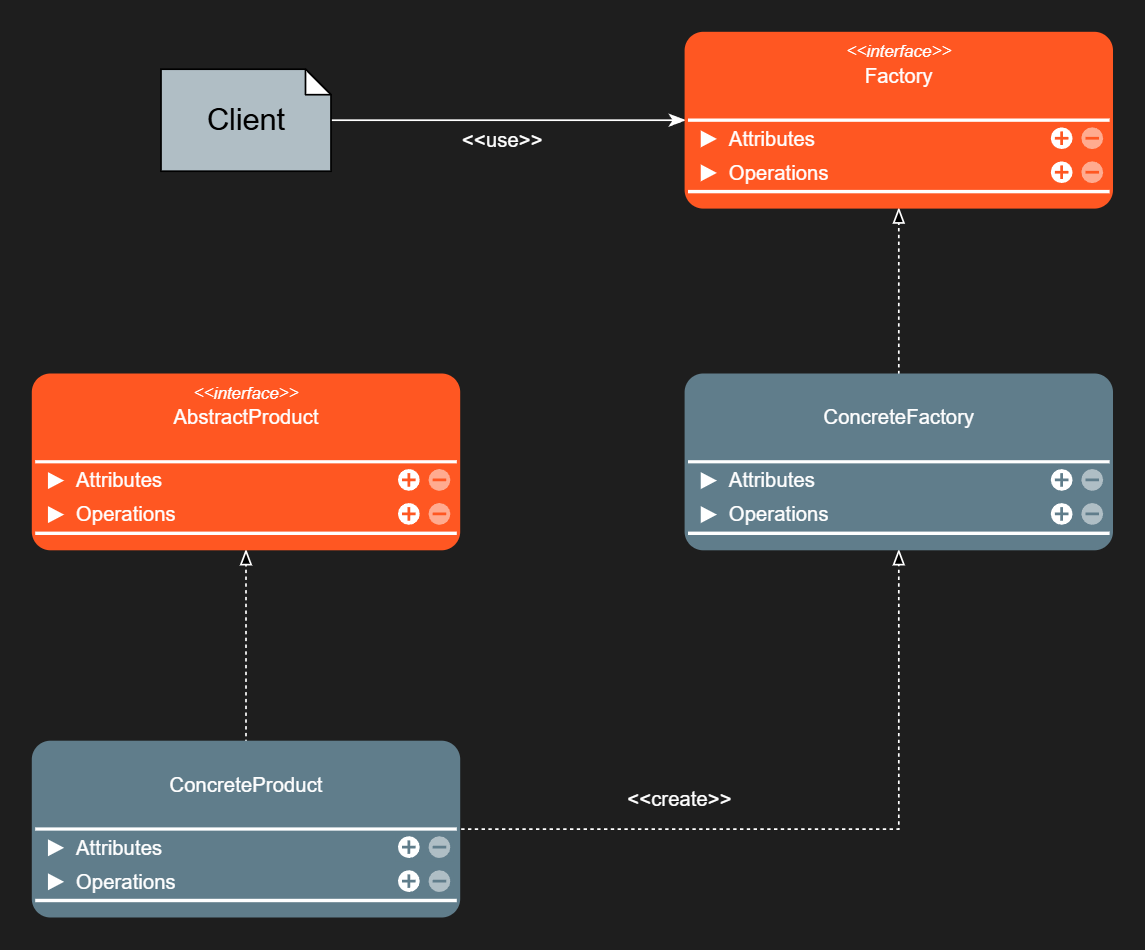 <<interface>>
Factory
Client
<<use>>
Attributes
Operations
<<interface>>
AbstractProduct
Attributes
Operations
ConcreteFactory
Attributes
Operations
ConcreteProduct
Attributes
Operations
<<create>>